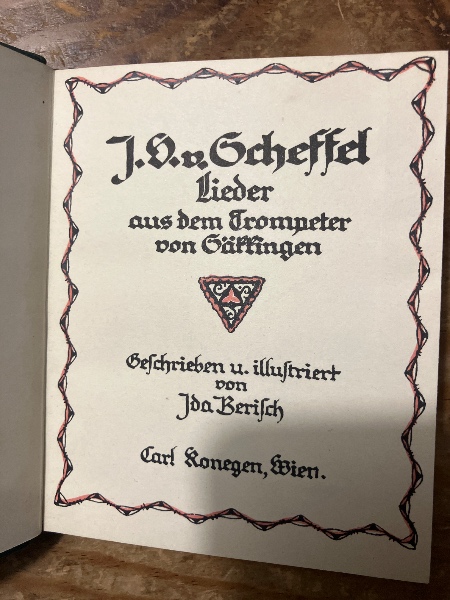 J.V.v.Scheffel
Lieder
aus dem Trompeter
von Säkkingen
Geschrieben u. illustriert
von
Ida Berisch
Carl Konegen, Wien.